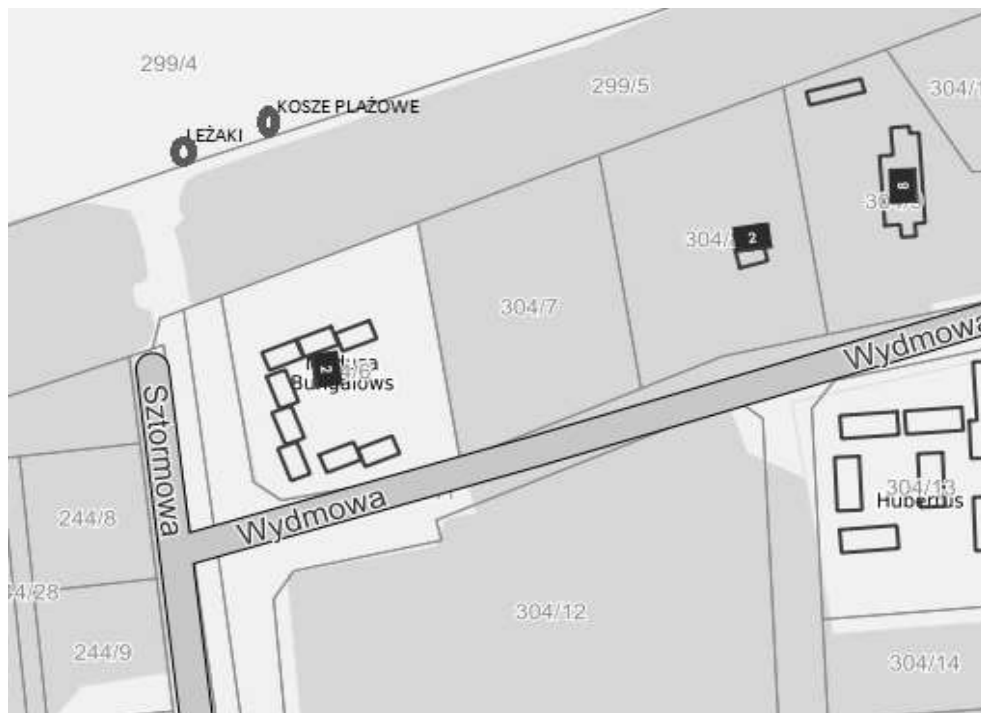 299/4
299/5
304/1
KOSZE PLAŻOWE
LEŻAKI
8
304/
2
304/7
2
Bungalows
Wydmowa
Sztormowa
Wydmowa
304/13
Hubertus
244/8
304/12
244/9
304/14